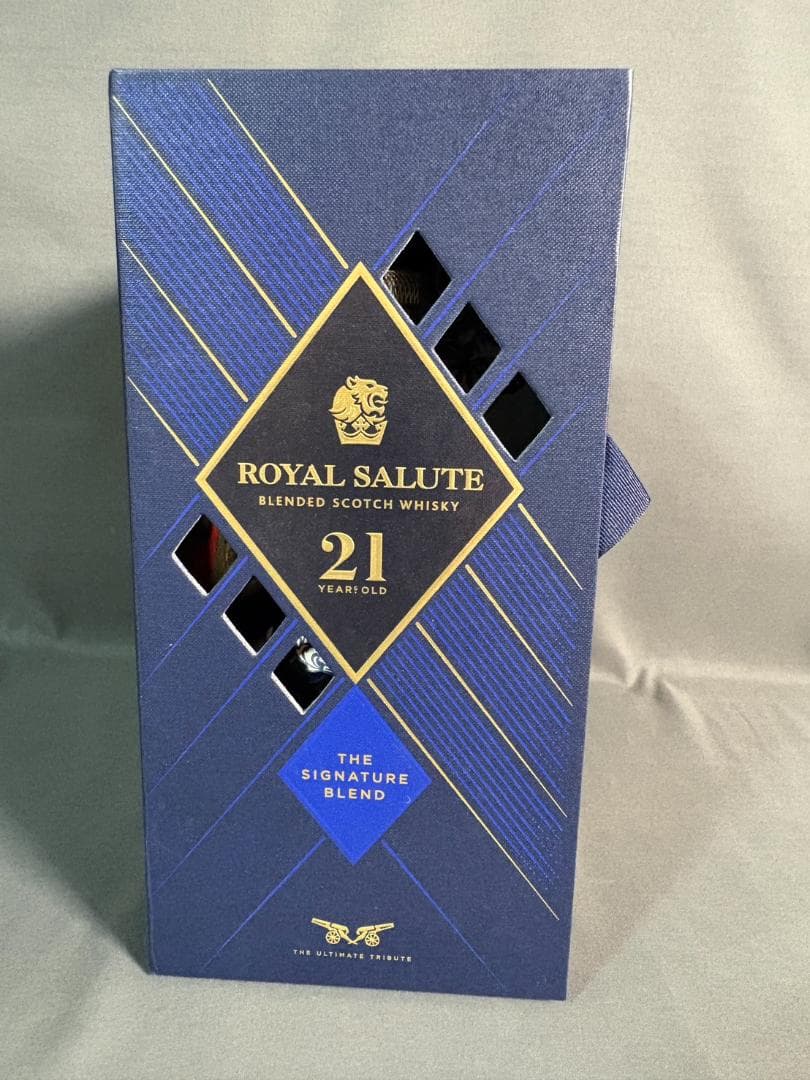 ROYAL SALUTE
BLENDED SCOTCH WHISKY
21
YEARS OLD
THE
SIGNATURE
BLEND
THE ULTIMATE TRIBUTE